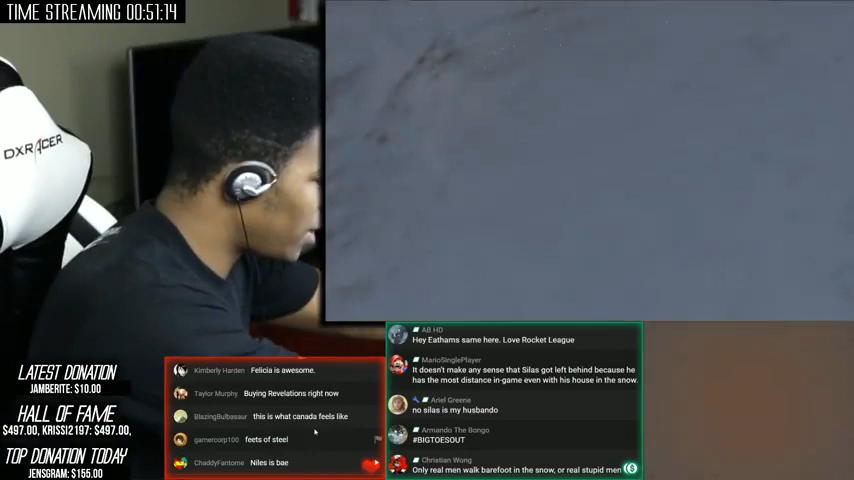 TIME STREAMING 00:51:14
DXRACER
LATEST DONATION
JAMBERITE: $10.00
HALL OF FAME
$497.00, KRISSI2197: $497.00,
TOP DONATION TODAY
JENSGRAM: $155.00
Kimberly Harden Felicia is awesome.
Taylor Murphy Buying Revelations right now
BlazingBulbasaur this is what canada feels like
gamercorp100 feets of steel
ChaddyFantome Niles is bae
AB HD
Hey Eathams same here. Love Rocket League
MarioSinglePlayer
It doesn't make any sense that Silas got left behind because he
has the most distance in-game even with his house in the snow.
Ariel Greene
no silas is my husbando
Armando The Bongo
#BIGTOESOUT
Christian Wong
Only real men walk barefoot in the snow, or real stupid men